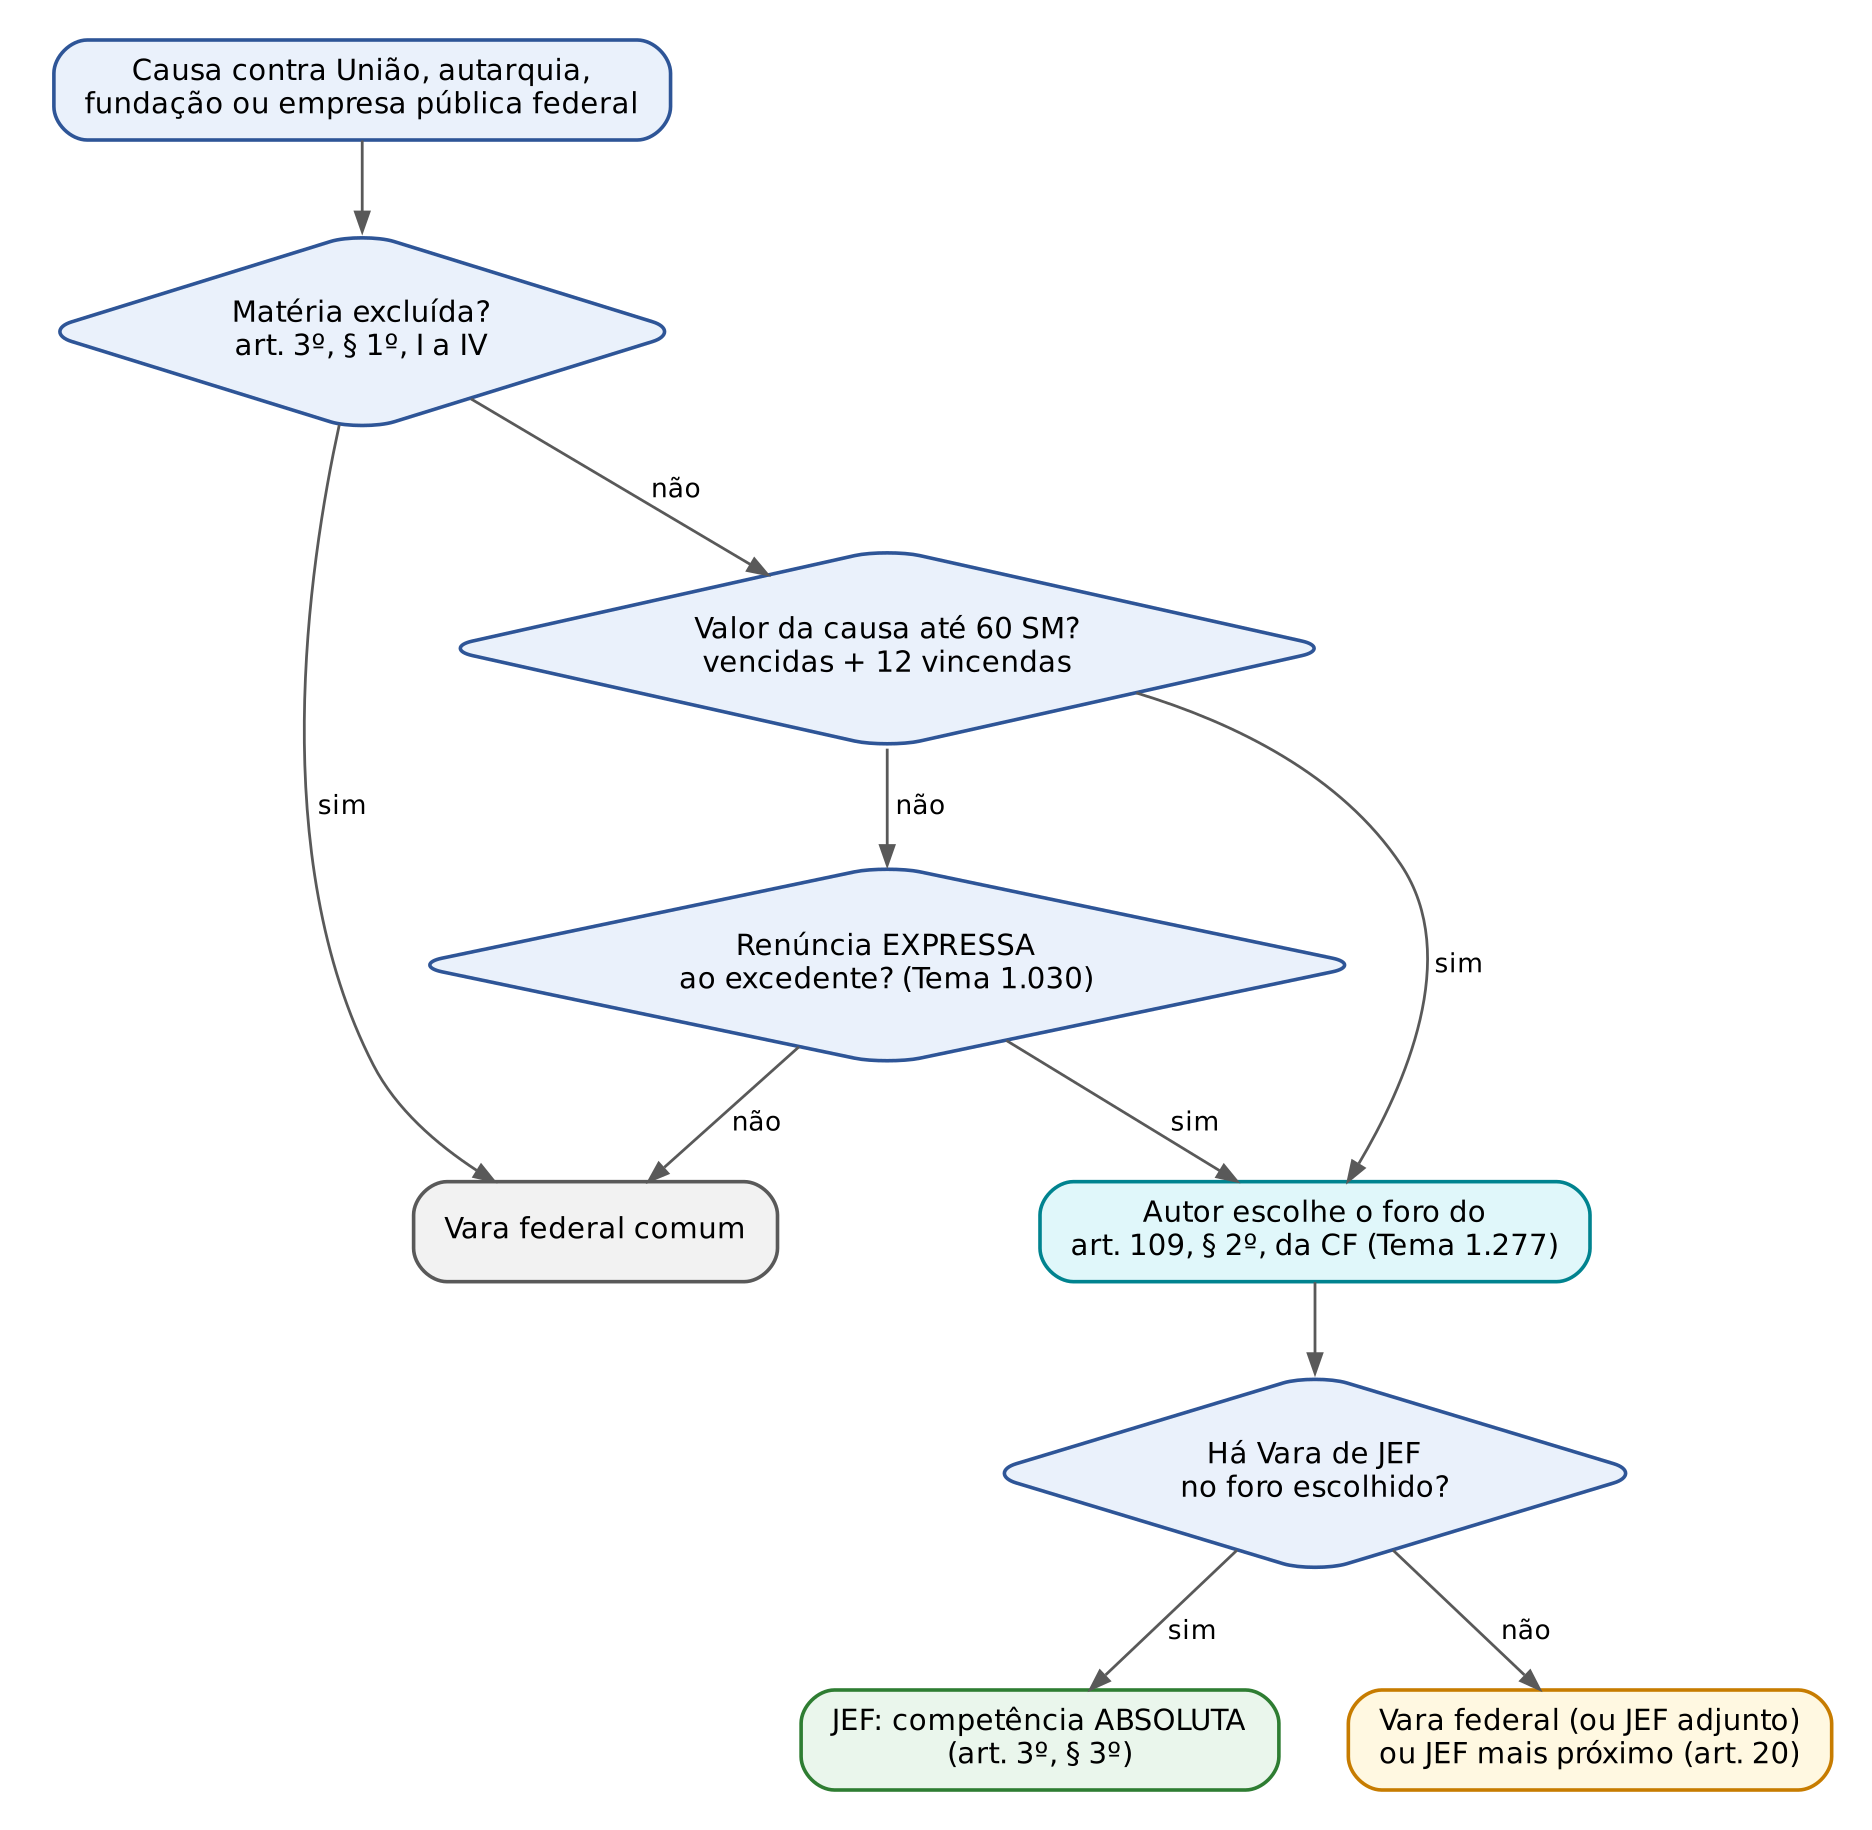 Causa contra União, autarquia,
fundação ou empresa pública federal
Matéria excluída?
art. 3º, § 1º, I a IV
não
Valor da causa até 60 SM?
vencidas + 12 vincendas
sim
não
Renúncia EXPRESSA
ao excedente? (Tema 1.030)
sim
não
sim
Vara federal comum
Autor escolhe o foro do
art. 109, § 2º, da CF (Tema 1.277)
Há Vara de JEF
no foro escolhido?
sim
não
JEF: competência ABSOLUTA
(art. 3º, § 3º)
Vara federal (ou JEF adjunto)
ou JEF mais próximo (art. 20)